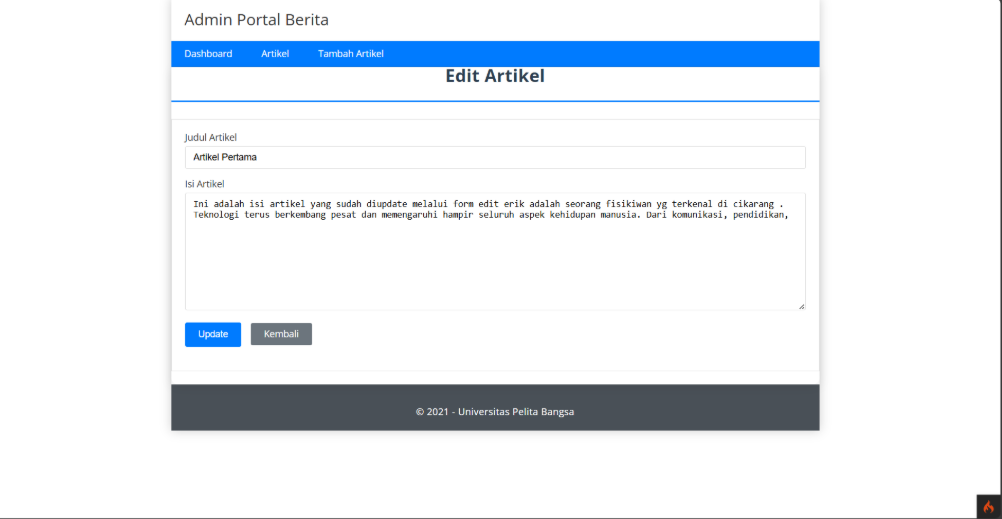 Admin Portal Berita
Dashboard Artikel Tambah Artikel
Edit Artikel
Judul Artikel
Artikel Pertama
Isi Artikel
Ini adalah isi artikel yang sudah diupdate melalui form edit erik adalah seorang fisikiwan yg terkenal di cikarang .
Teknologi terus berkembang pesat dan memengaruhi hampir seluruh aspek kehidupan manusia. Dari komunikasi, pendidikan,
Update Kembali
© 2021 - Universitas Pelita Bangsa